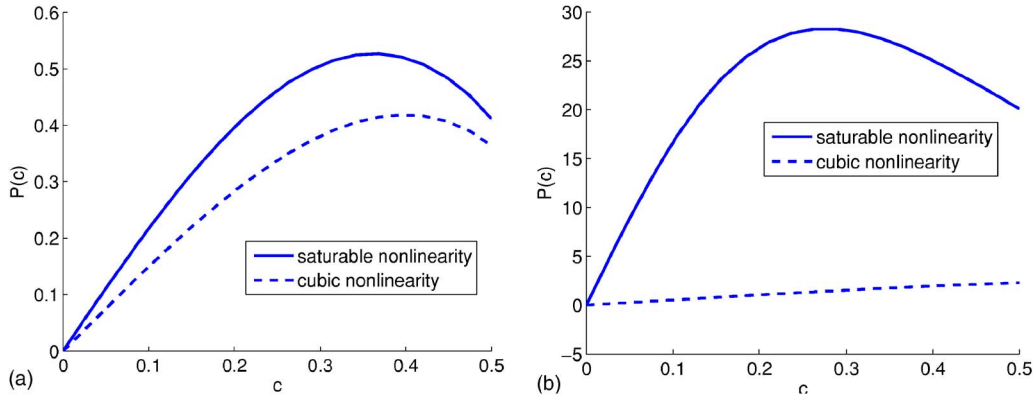 0.6
0.5
0.4
0.3
0.2
0.1
0
P(c)
saturable nonlinearity
cubic nonlinearity
0 0.1 0.2 0.3 0.4 0.5
c
(a)
30
25
20
15
10
5
0
−5
P(c)
saturable nonlinearity
cubic nonlinearity
0 0.1 0.2 0.3 0.4 0.5
c
(b)